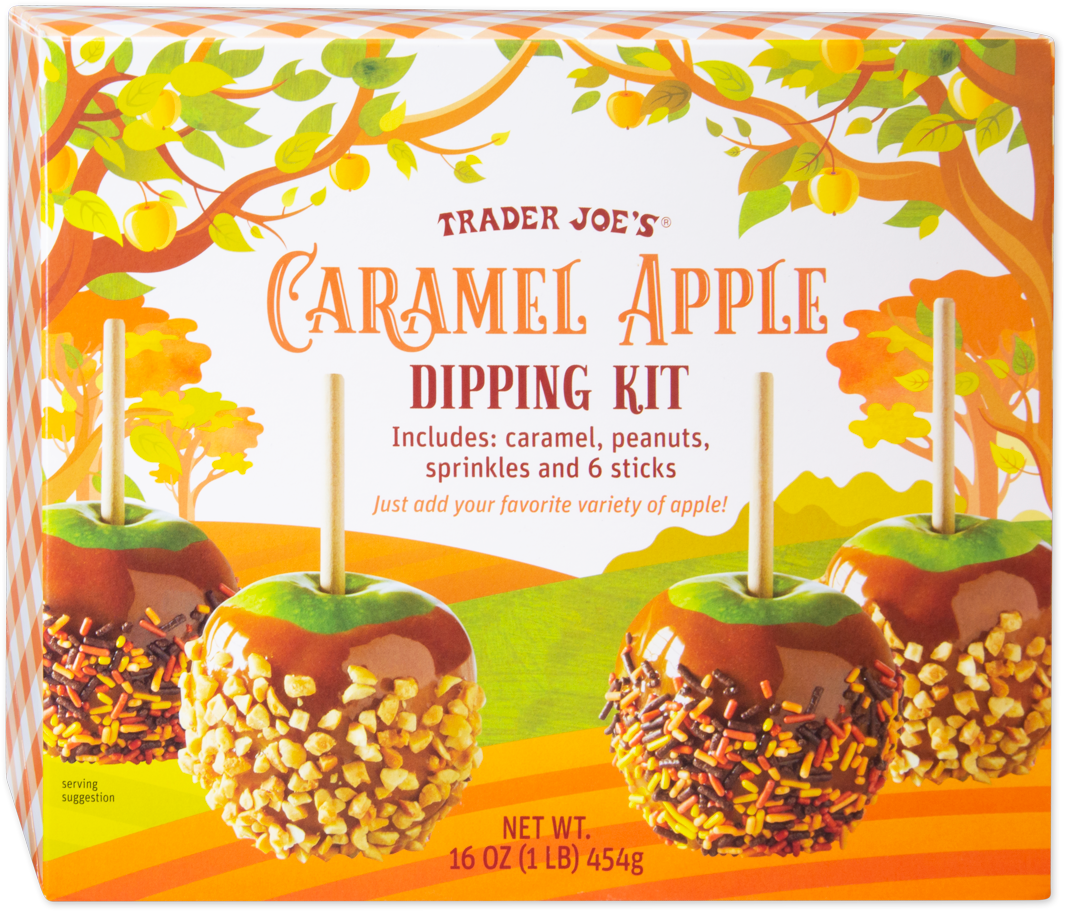 TRADER JOE'S®
CARAMEL APPLE
DIPPING KIT
Includes: caramel, peanuts,
sprinkles and 6 sticks
Just add your favorite variety of apple!
serving
suggestion
NET WT.
16 OZ (1 LB) 454g